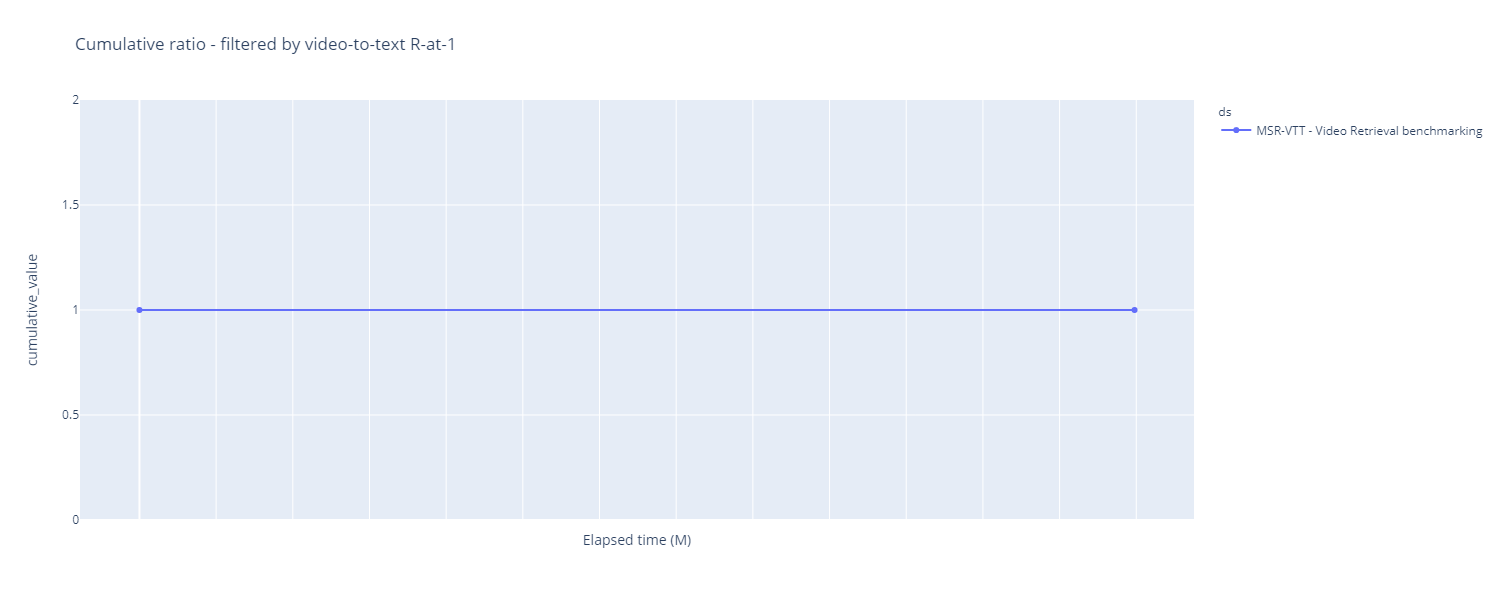 Cumulative ratio - filtered by video-to-text R-at-1
2
1.5
1
0.5
0
cumulative_value
Elapsed time (M)
ds
MSR-VTT - Video Retrieval benchmarking